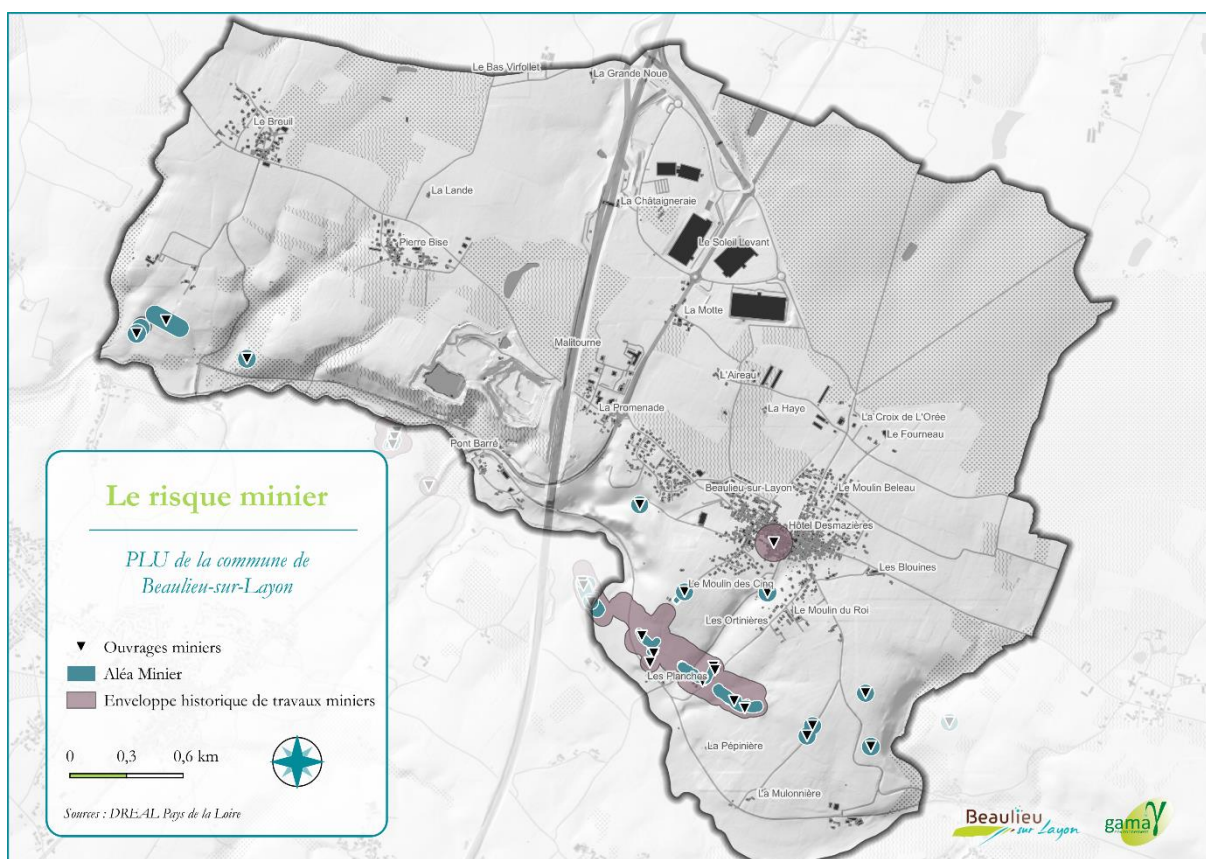 Le Bas Virfollet
La Grande Noue
Le Breuil
La Lande
La Châtaigneraie
Pierre Bise
Le Soleil Levant
La Motte
Malitourne
L'Aireau
La Promenade
La Haye
La Croix de L'Orée
Le Fourneau
Pont Barré
Beaulieu-sur-Layon
Le Moulin Beleau
Hôtel Desmazières
Les Blouines
Le Moulin des Cinq
Le Moulin du Roi
Les Ortinières
Les Planches
La Pépinière
La Mulonnière
Le risque minier
PLU de la commune de
Beaulieu-sur-Layon
Ouvrages miniers
Aléa Minier
Enveloppe historique de travaux miniers
0 0,3 0,6 km
Sources : DREAL Pays de la Loire
Beaulieu
sur Layon
gama